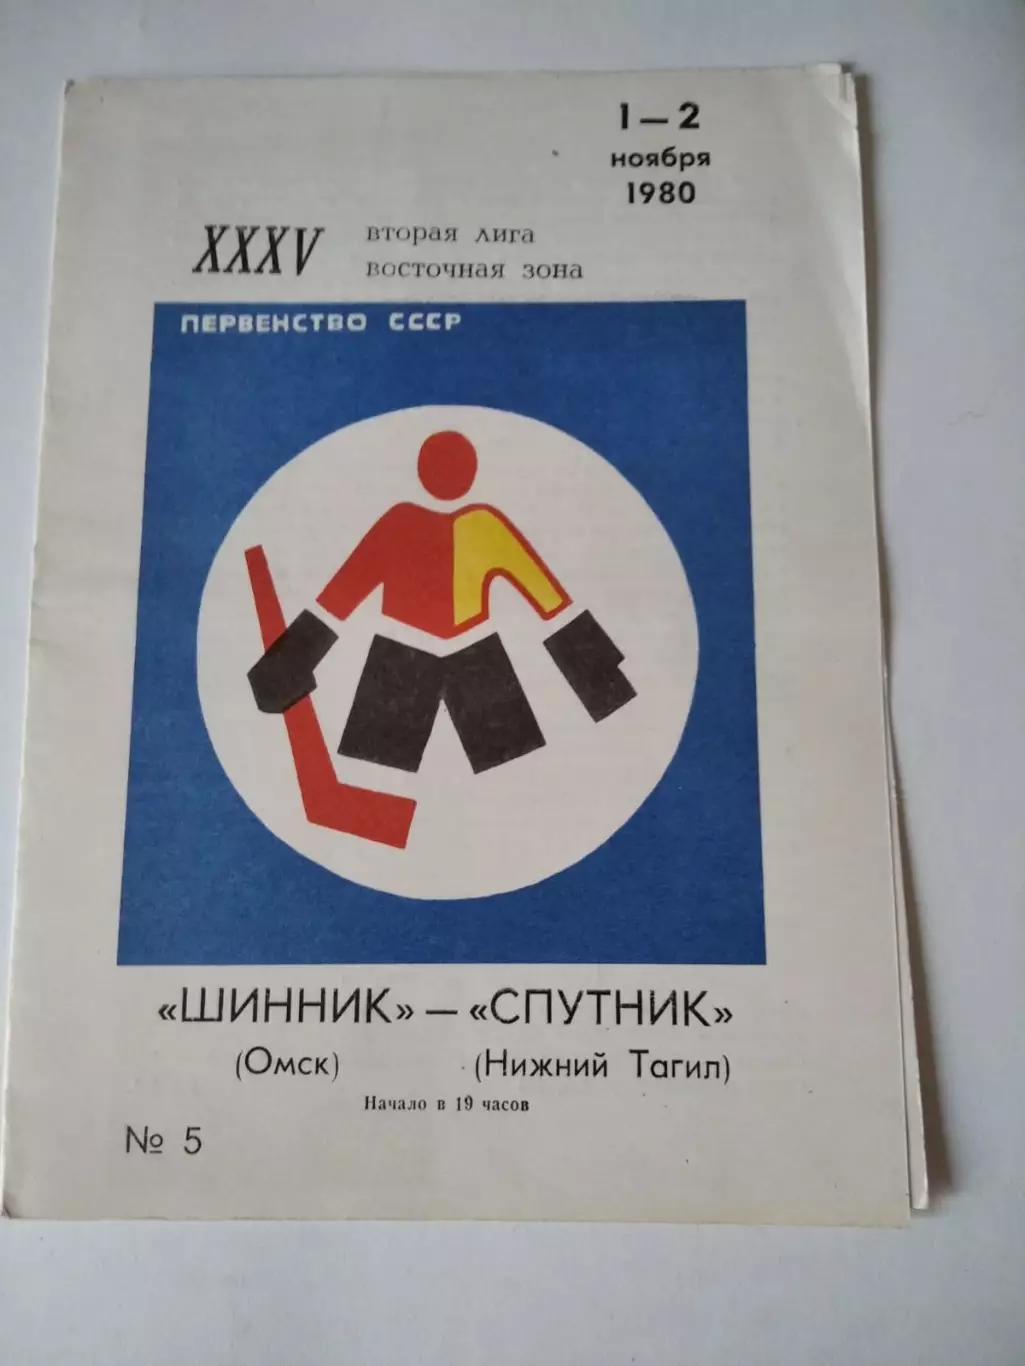 1—2
ноября
1980
XXXV
вторая лига
восточная зона
ПЕРВЕНСТВО СССР
«ШИННИК» — «СПУТНИК»
(Омск) (Нижний Тагил)
Начало в 19 часов
№ 5